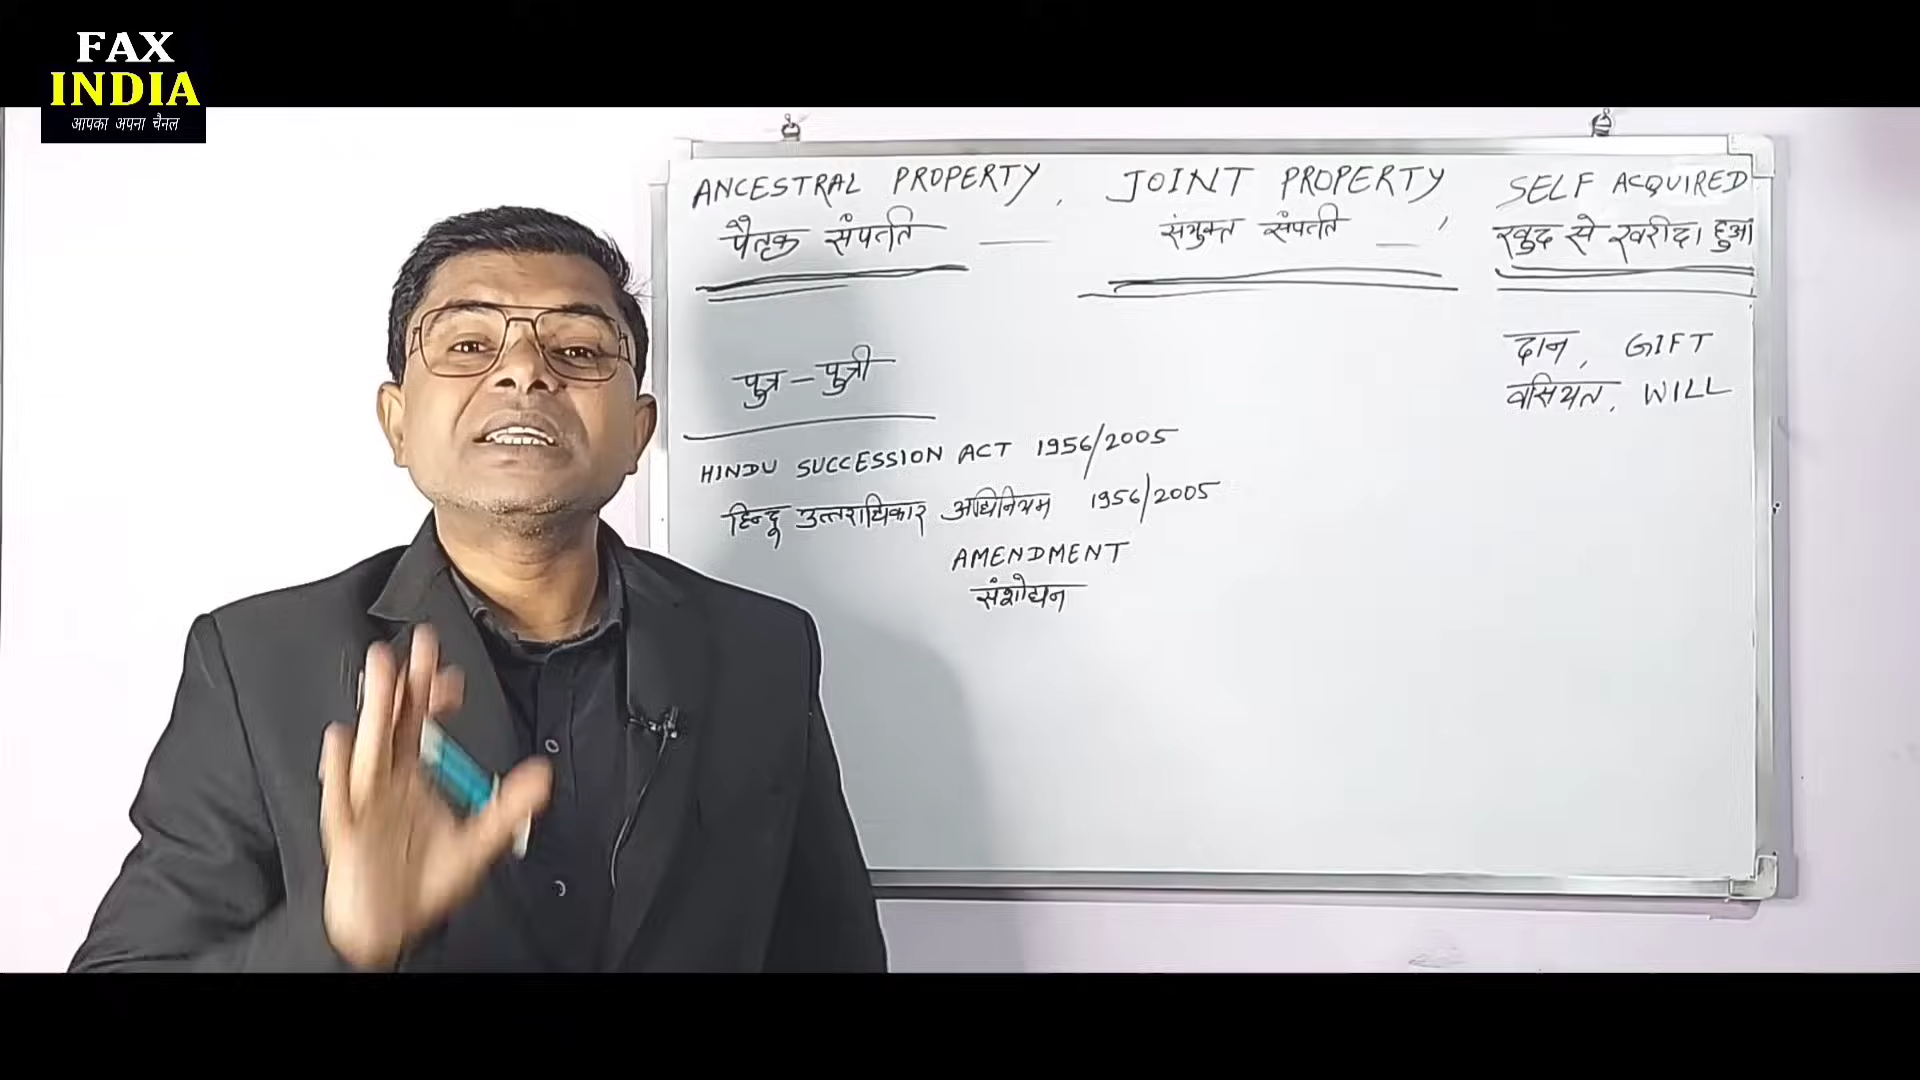 FAX
INDIA
आपका अपना चैनल
ANCESTRAL PROPERTY, JOINT PROPERTY, SELF ACQUIRED
पैतृक संपत्ति — संयुक्त संपत्ती — खुद से खरीदा हुआ
दान, GIFT
वसियत, WILL
पुत्र – पुत्री
HINDU SUCCESSION ACT 1956/2005
हिन्दू उत्तराधिकार अधिनियम 1956/2005
AMENDMENT
संशोधन